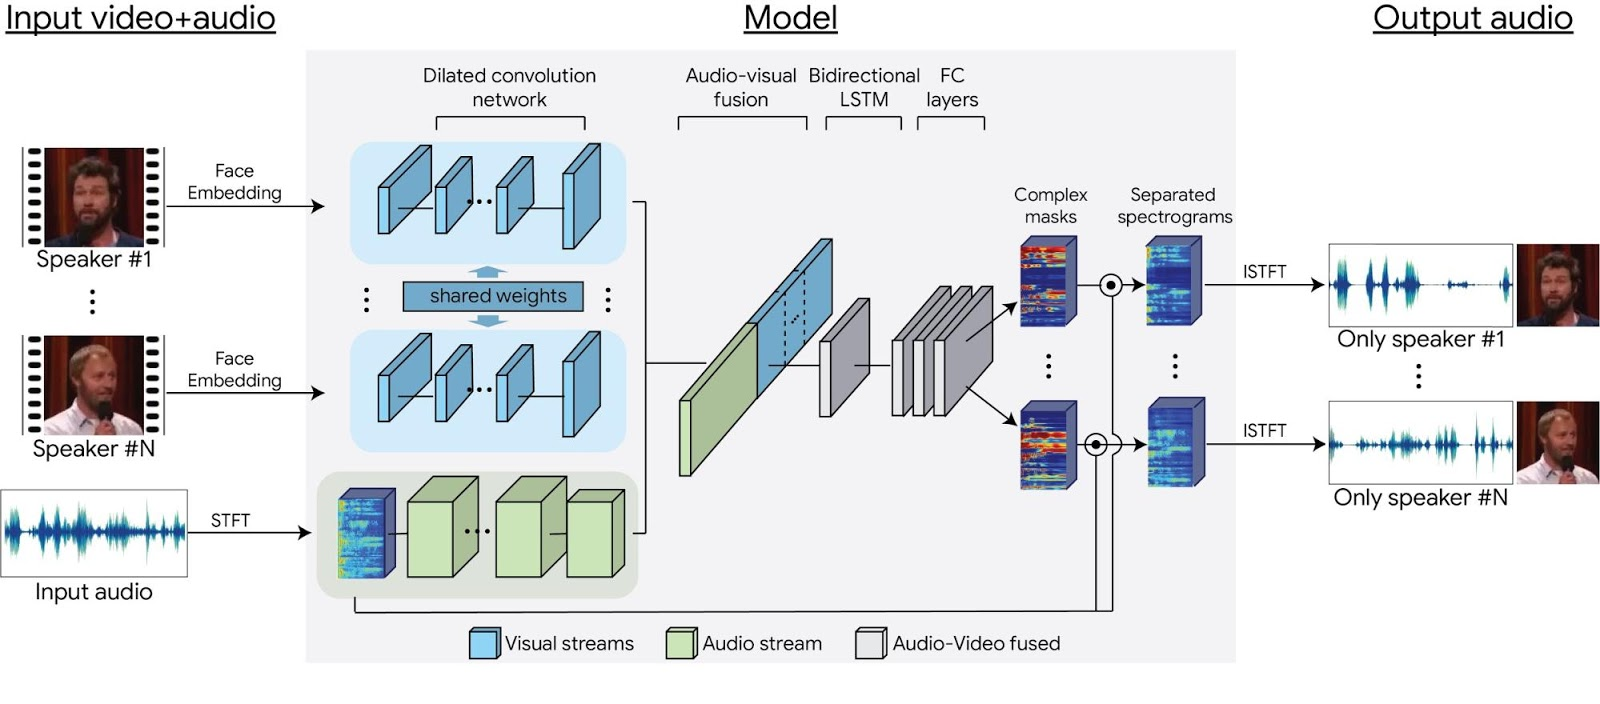 Input video+audio
Model
Output audio
Dilated convolution
network
Audio-visual
fusion
Bidirectional
LSTM
FC
layers
Face
Embedding
Speaker #1
shared weights
Face
Embedding
Speaker #N
STFT
Input audio
Complex
masks
Separated
spectrograms
ISTFT
Only speaker #1
ISTFT
Only speaker #N
Visual streams
Audio stream
Audio-Video fused